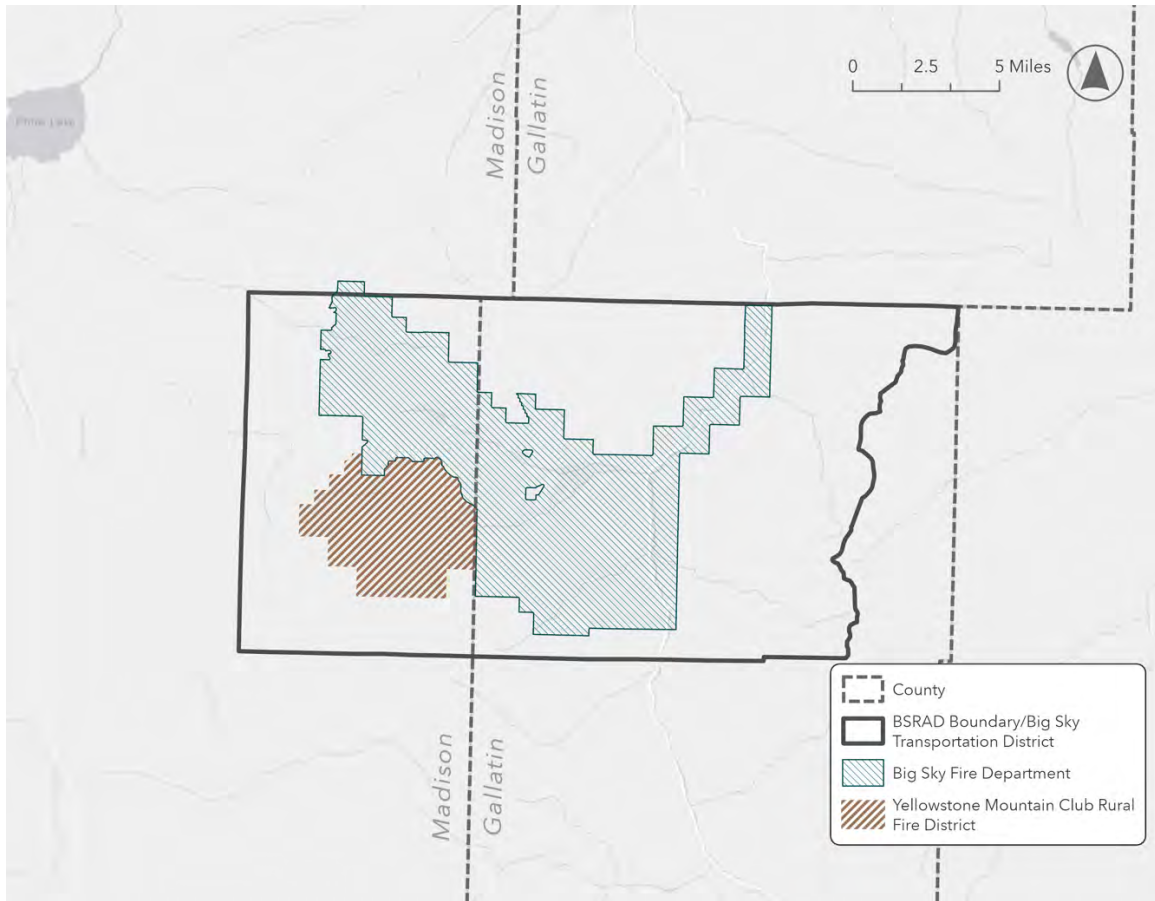 0 2.5 5 Miles
Madison
Gallatin
Madison
Gallatin
County
BSRAD Boundary/Big Sky
Transportation District
Big Sky Fire Department
Yellowstone Mountain Club Rural
Fire District